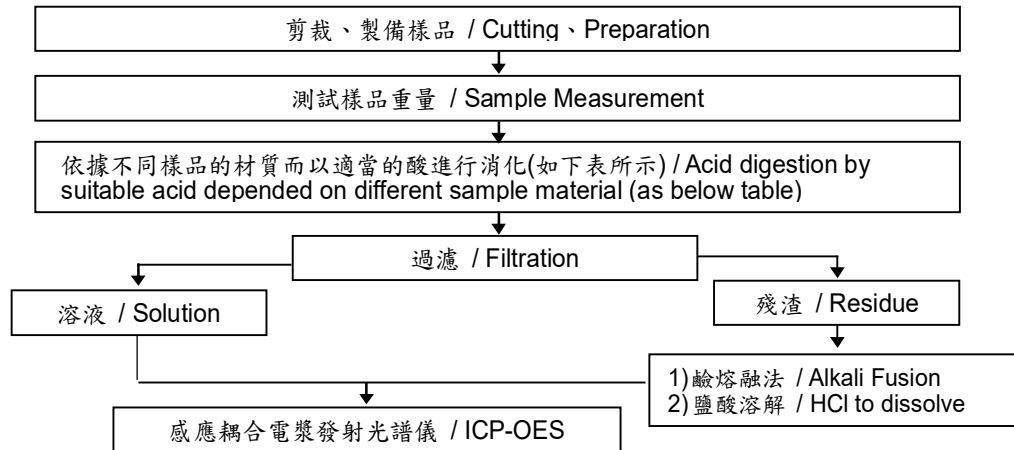 剪裁、製備樣品 / Cutting、Preparation
測試樣品重量 / Sample Measurement
依據不同樣品的材質而以適當的酸進行消化(如下表所示) / Acid digestion by
suitable acid depended on different sample material (as below table)
過濾 / Filtration
溶液 / Solution
殘渣 / Residue
1)鹼熔融法 / Alkali Fusion
2)鹽酸溶解 / HCl to dissolve
感應耦合電漿發射光譜儀 / ICP-OES